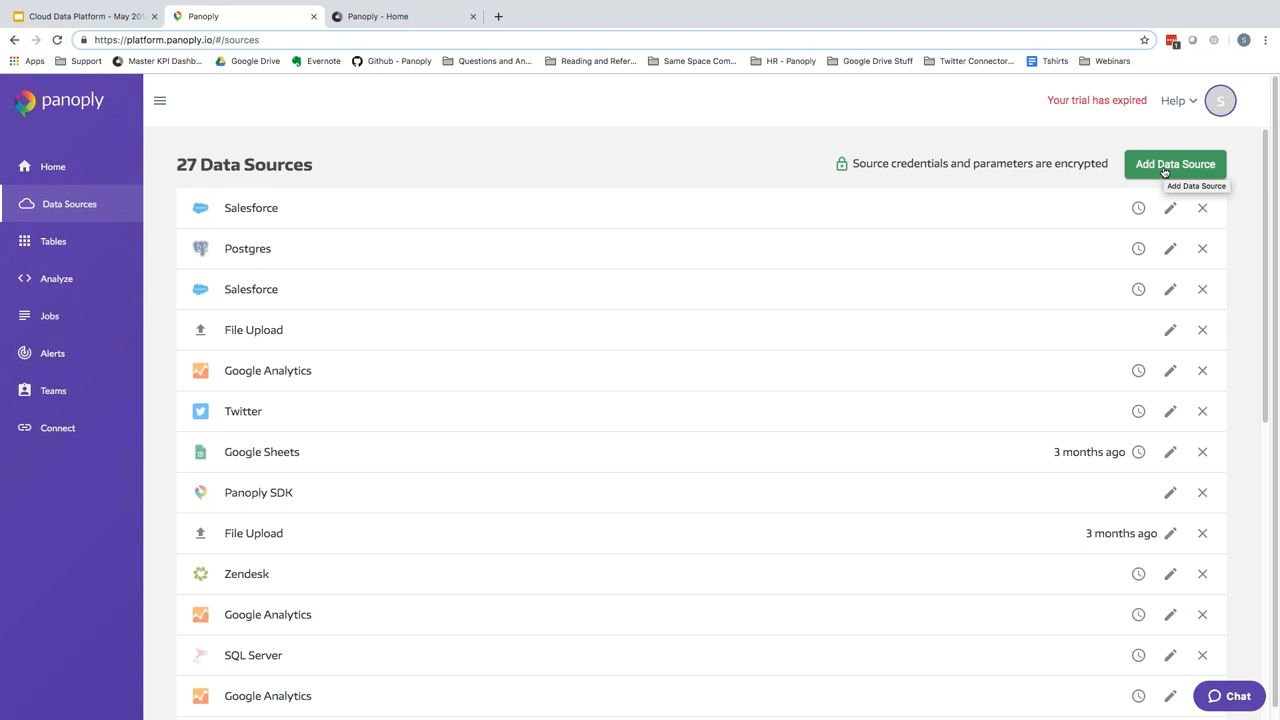 Cloud Data Platform - May 201
Panoply
Panoply - Home
https://platform.panoply.io/#/sources
1
S
Apps
Support
Master KPI Dashb...
Google Drive
Evernote
Github - Panoply
Questions and An...
Reading and Refer...
Same Space Com...
HR - Panoply
Google Drive Stuff
Twitter Connector...
Tshirts
Webinars
panoply
Your trial has expired
Help
S
Home
Data Sources
Tables
Analyze
Jobs
Alerts
Teams
Connect
27 Data Sources
Source credentials and parameters are encrypted
Add Data Source
Add Data Source
Salesforce
Postgres
Salesforce
File Upload
Google Analytics
Twitter
Google Sheets
3 months ago
Panoply SDK
File Upload
3 months ago
Zendesk
Google Analytics
SQL Server
Google Analytics
Chat